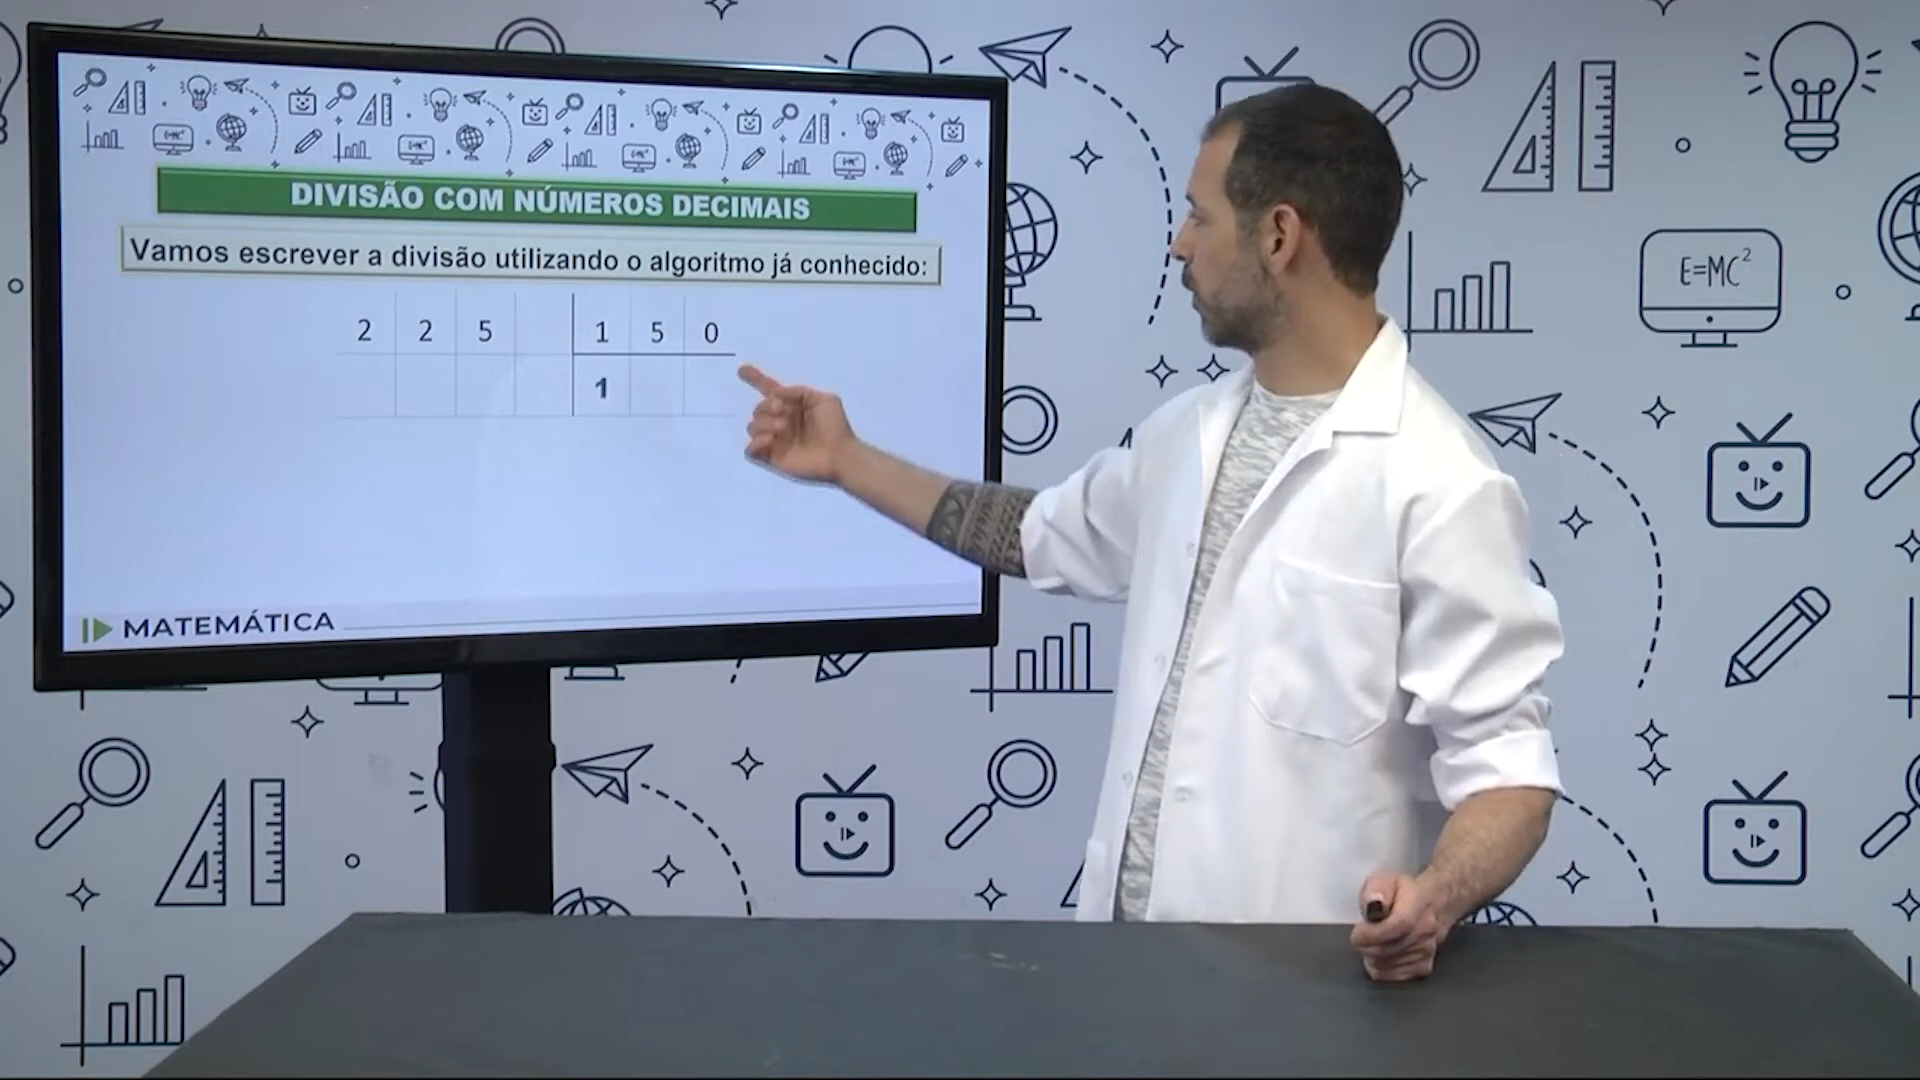 DIVISÃO COM NÚMEROS DECIMAIS
Vamos escrever a divisão utilizando o algoritmo já conhecido:
2 2 5 1 5 0
1
MATEMÁTICA
E=MC²